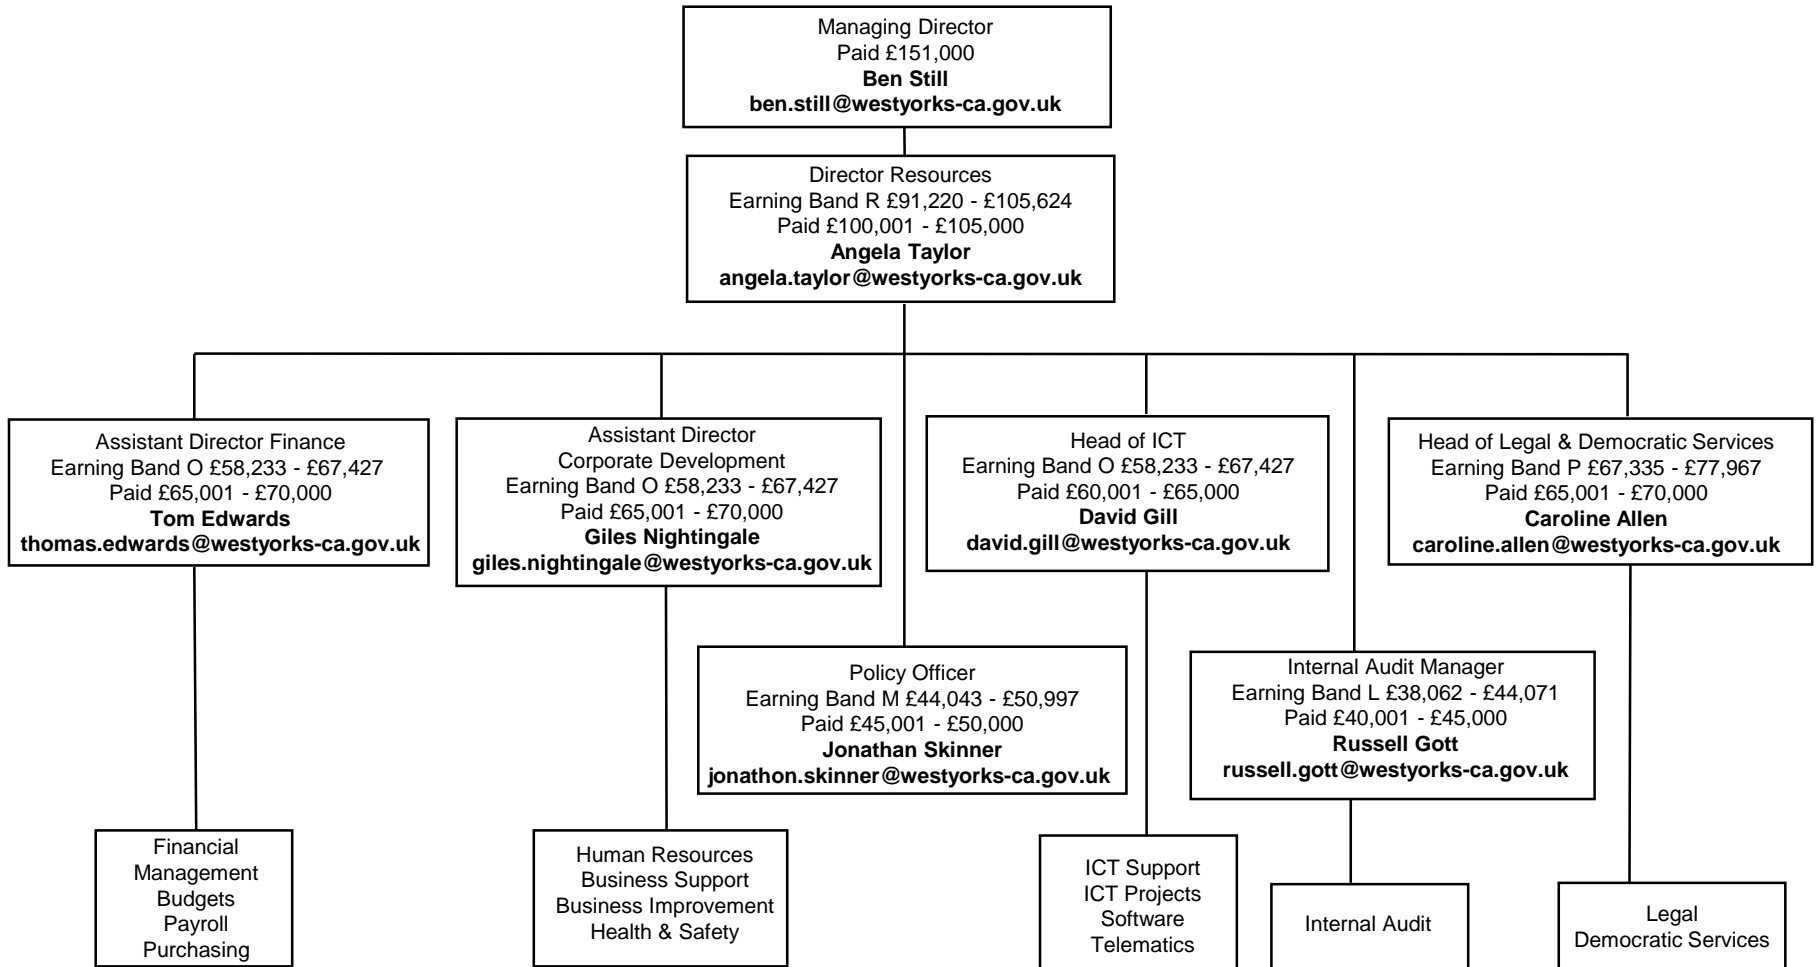 Managing Director
Paid £151,000
Ben Still
ben.still@westyorks-ca.gov.uk
Director Resources
Earning Band R £91,220 - £105,624
Paid £100,001 - £105,000
Angela Taylor
angela.taylor@westyorks-ca.gov.uk
Assistant Director Finance
Earning Band O £58,233 - £67,427
Paid £65,001 - £70,000
Tom Edwards
thomas.edwards@westyorks-ca.gov.uk
Assistant Director
Corporate Development
Earning Band O £58,233 - £67,427
Paid £65,001 - £70,000
Giles Nightingale
giles.nightingale@westyorks-ca.gov.uk
Head of ICT
Earning Band O £58,233 - £67,427
Paid £60,001 - £65,000
David Gill
david.gill@westyorks-ca.gov.uk
Head of Legal & Democratic Services
Earning Band P £67,335 - £77,967
Paid £65,001 - £70,000
Caroline Allen
caroline.allen@westyorks-ca.gov.uk
Policy Officer
Earning Band M £44,043 - £50,997
Paid £45,001 - £50,000
Jonathan Skinner
jonathon.skinner@westyorks-ca.gov.uk
Internal Audit Manager
Earning Band L £38,062 - £44,071
Paid £40,001 - £45,000
Russell Gott
russell.gott@westyorks-ca.gov.uk
Financial
Management
Budgets
Payroll
Purchasing
Human Resources
Business Support
Business Improvement
Health & Safety
ICT Support
ICT Projects
Software
Telematics
Internal Audit
Legal
Democratic Services